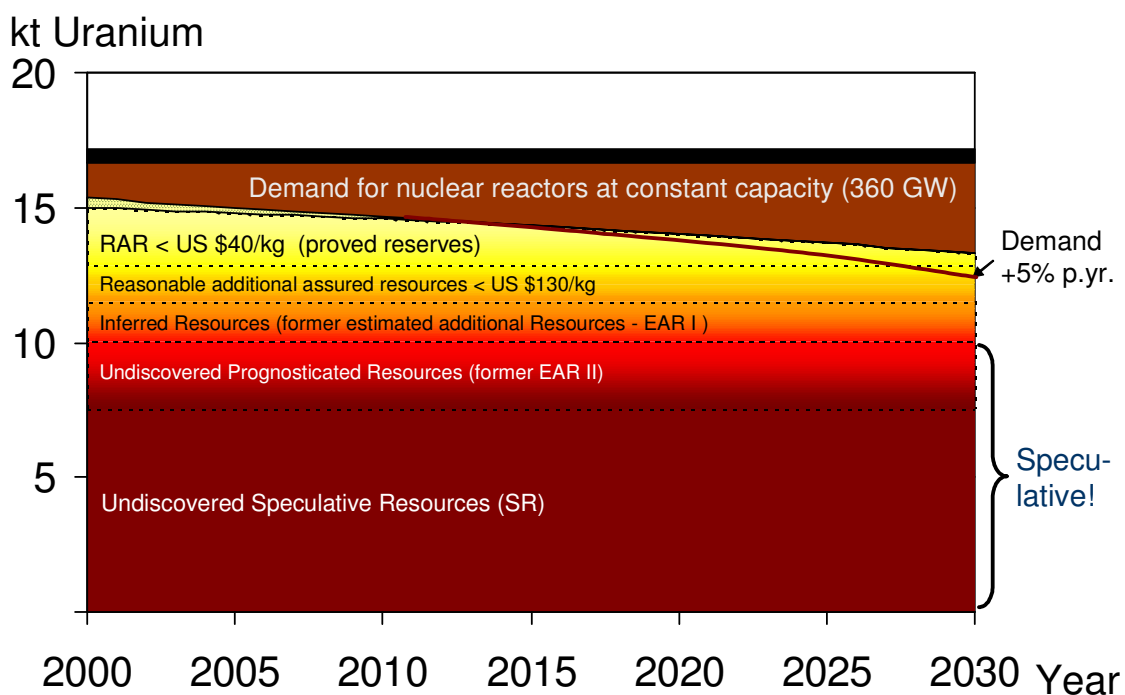 kt Uranium
20
15
10
5
Demand for nuclear reactors at constant capacity (360 GW)
RAR < US $40/kg (proved reserves)
Reasonable additional assured resources < US $130/kg
Inferred Resources (former estimated additional Resources - EAR I )
Undiscovered Prognosticated Resources (former EAR II)
Undiscovered Speculative Resources (SR)
Demand
+5% p.yr.
Specu-
lative!
2000 2005 2010 2015 2020 2025 2030 Year